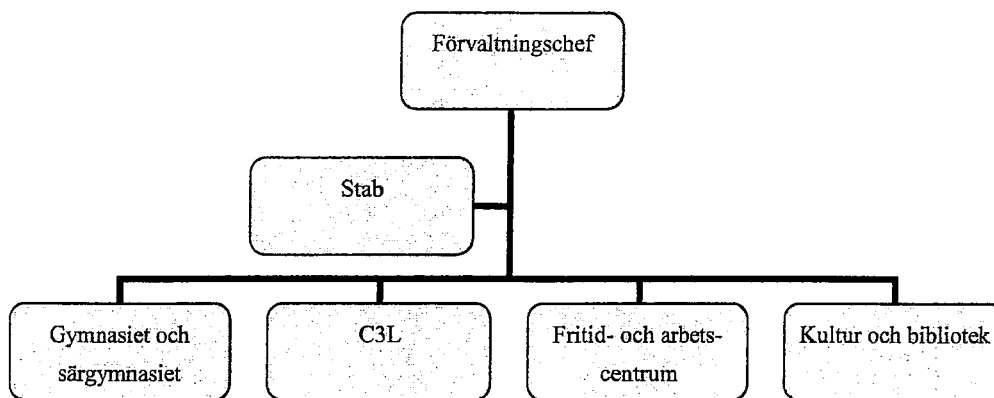 Förvaltningschef
Stab
Gymnasiet och
särgymnasiet
C3L
Fritid- och arbets-
centrum
Kultur och bibliotek